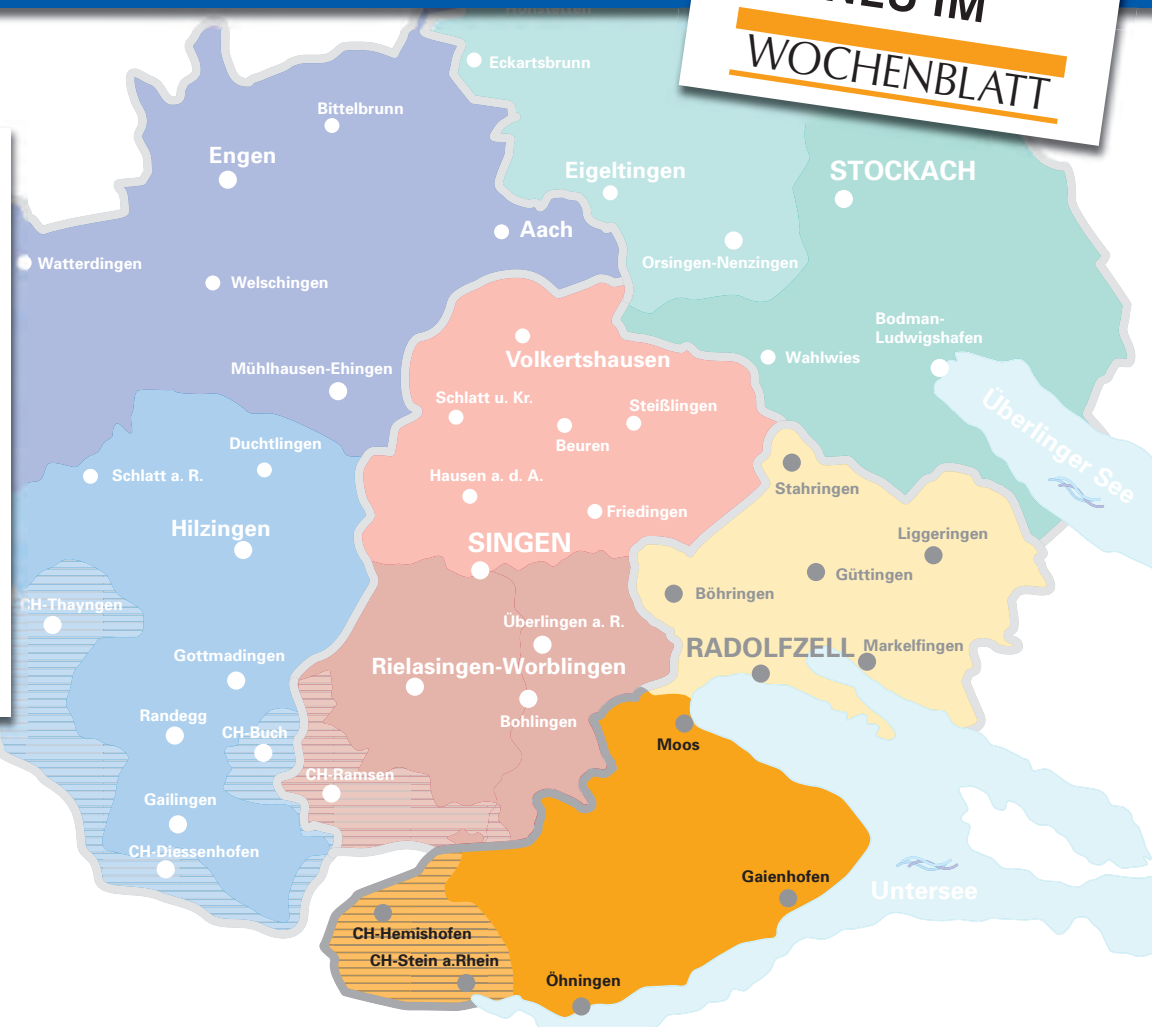 NEU IM
WOCHENBLATT
Eckartsbrunn
Bittelbrunn
Engen
Eigeltingen
STOCKACH
Aach
Watterdingen
Orsingen-Nenzingen
Welschingen
Bodman-
Ludwigshafen
Volkertshausen
Wahlwies
Mühlhausen-Ehingen
Schlatt u. Kr.
Steißlingen
Überlinger See
Duchtlingen
Beuren
Schlatt a. R.
Hausen a. d. A.
Stahringen
Friedingen
Hilzingen
SINGEN
Liggeringen
Güttingen
Böhringen
CH-Thayngen
Überlingen a. R.
RADOLFZELL
Markelfingen
Gottmadingen
Rielasingen-Worblingen
Randegg
Bohlingen
CH-Buch
Moos
CH-Ramsen
Gailingen
CH-Diessenhofen
Gaienhofen
Untersee
CH-Hemishofen
CH-Stein a.Rhein
Öhningen